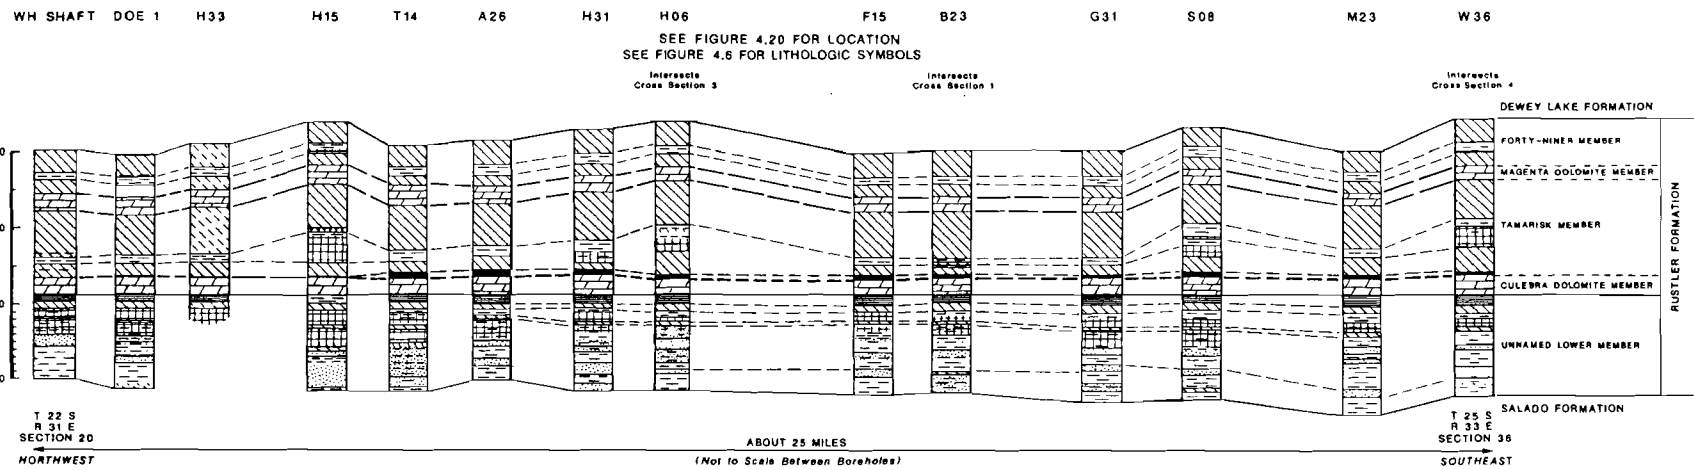 WH SHAFT DOE 1 H33 H15 T14 A26 H31 H06 F15 B23 G31 S08 M23 W36
SEE FIGURE 4.20 FOR LOCATION
SEE FIGURE 4.6 FOR LITHOLOGIC SYMBOLS
Intersects
Cross Section 3
Intersects
Cross Section 1
Intersects
Cross Section 4
DEWEY LAKE FORMATION
FORTY-NINER MEMBER
MAGENTA DOLOMITE MEMBER
TAMARISK MEMBER
CULEBRA DOLOMITE MEMBER
UNNAMED LOWER MEMBER
RUSTLER FORMATION
SALADO FORMATION
0
0
0
0
T 22 S
R 31 E
SECTION 20
NORTHWEST
ABOUT 25 MILES
(Not to Scale Between Boreholes)
T 25 S
R 33 E
SECTION 36
SOUTHEAST